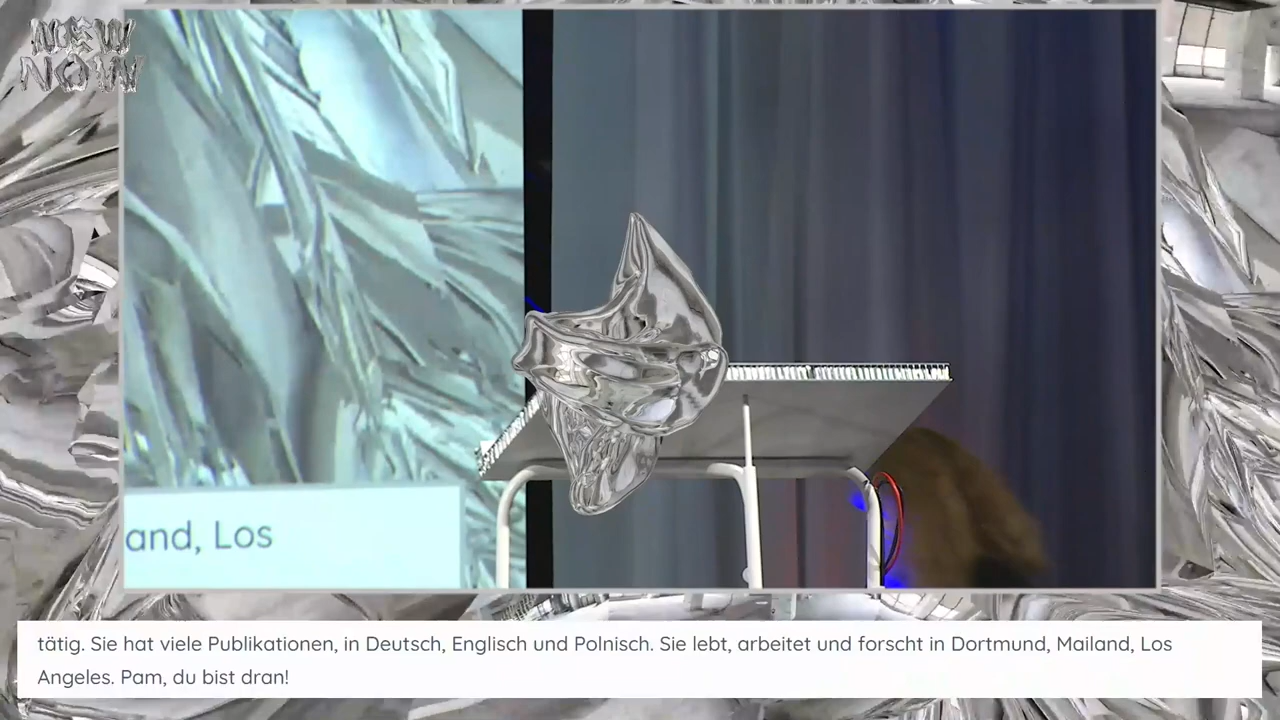 NEW
NOW
and, Los
tätig. Sie hat viele Publikationen, in Deutsch, Englisch und Polnisch. Sie lebt, arbeitet und forscht in Dortmund, Mailand, Los
Angeles. Pam, du bist dran!